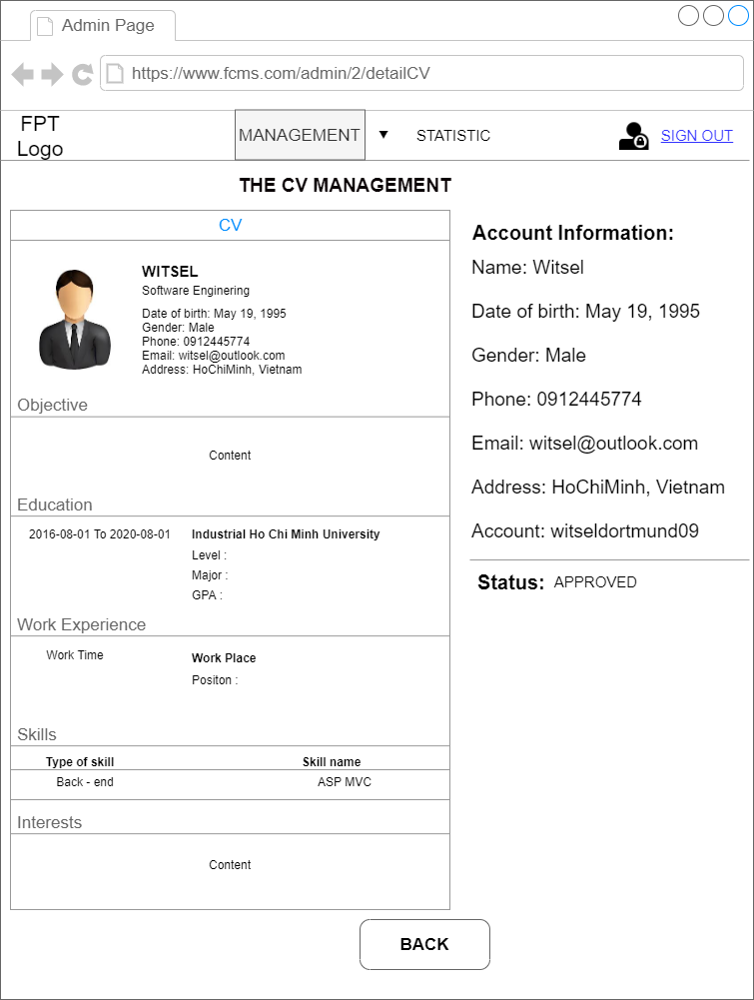 Admin Page
https://www.fcms.com/admin/2/detailCV
FPT
Logo
MANAGEMENT ▼ STATISTIC SIGN OUT
THE CV MANAGEMENT
CV
WITSEL
Software Enginering
Date of birth: May 19, 1995
Gender: Male
Phone: 0912445774
Email: witsel@outlook.com
Address: HoChiMinh, Vietnam
Objective
Content
Education
2016-08-01 To 2020-08-01 Industrial Ho Chi Minh University
Level :
Major :
GPA :
Work Experience
Work Time Work Place
Positon :
Skills
Type of skill Skill name
Back - end ASP MVC
Interests
Content
Account Information:
Name: Witsel
Date of birth: May 19, 1995
Gender: Male
Phone: 0912445774
Email: witsel@outlook.com
Address: HoChiMinh, Vietnam
Account: witseldortmund09
Status: APPROVED
BACK